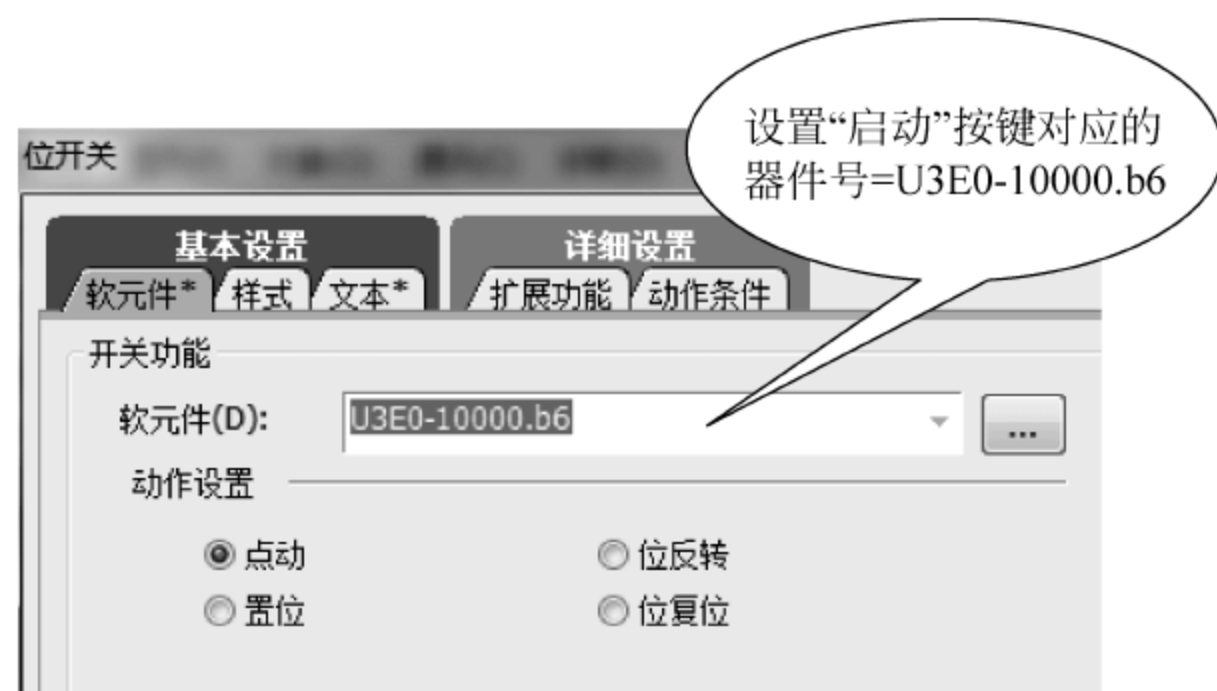 设置“启动”按键对应的
器件号=U3E0-10000.b6
位开关
基本设置 详细设置
软元件* 样式 文本* 扩展功能 动作条件
开关功能
软元件(D): U3E0-10000.b6 ...
动作设置
点动 位反转
置位 位复位